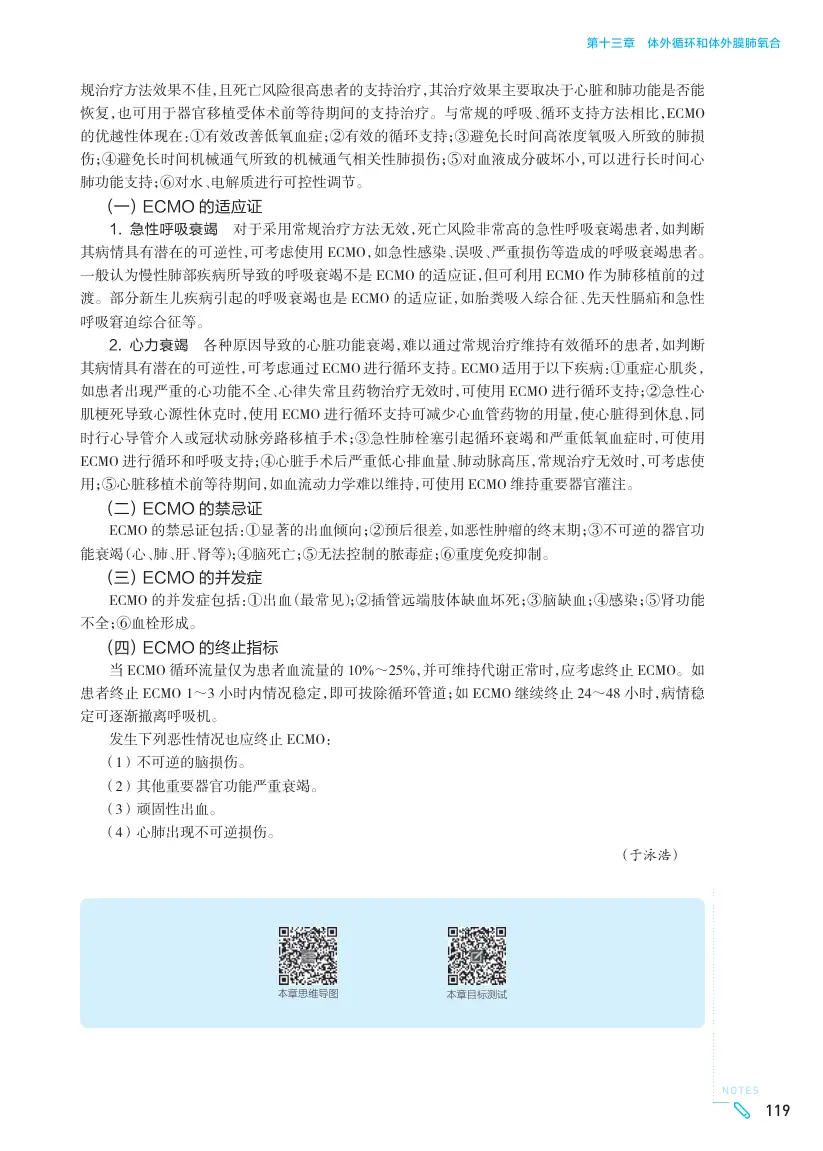 第十三章　体外循环和体外膜肺氧合
规治疗方法效果不佳，且死亡风险很高患者的支持治疗，其治疗效果主要取决于心脏和肺功能是否能
恢复，也可用于器官移植受体术前等待期间的支持治疗。与常规的呼吸、循环支持方法相比，ECMO
的优越性体现在：①有效改善低氧血症；②有效的循环支持；③避免长时间高浓度氧吸入所致的肺损
伤；④避免长时间机械通气所致的机械通气相关性肺损伤；⑤对血液成分破坏小，可以进行长时间心
肺功能支持；⑥对水、电解质进行可控性调节。
（一）ECMO 的适应证
1. 急性呼吸衰竭　对于采用常规治疗方法无效，死亡风险非常高的急性呼吸衰竭患者，如判断
其病情具有潜在的可逆性，可考虑使用 ECMO，如急性感染、误吸、严重损伤等造成的呼吸衰竭患者。
一般认为慢性肺部疾病所导致的呼吸衰竭不是 ECMO 的适应证，但可利用 ECMO 作为肺移植前的过
渡。部分新生儿疾病引起的呼吸衰竭也是 ECMO 的适应证，如胎粪吸入综合征、先天性膈疝和急性
呼吸窘迫综合征等。
2. 心力衰竭　各种原因导致的心脏功能衰竭，难以通过常规治疗维持有效循环的患者，如判断
其病情具有潜在的可逆性，可考虑通过 ECMO 进行循环支持。ECMO 适用于以下疾病：①重症心肌炎，
如患者出现严重的心功能不全、心律失常且药物治疗无效时，可使用 ECMO 进行循环支持；②急性心
肌梗死导致心源性休克时，使用 ECMO 进行循环支持可减少心血管药物的用量，使心脏得到休息，同
时行心导管介入或冠状动脉旁路移植手术；③急性肺栓塞引起循环衰竭和严重低氧血症时，可使用
ECMO 进行循环和呼吸支持；④心脏手术后严重低心排血量、肺动脉高压，常规治疗无效时，可考虑使
用；⑤心脏移植术前等待期间，如血流动力学难以维持，可使用 ECMO 维持重要器官灌注。
（二）ECMO 的禁忌证
ECMO 的禁忌证包括：①显著的出血倾向；②预后很差，如恶性肿瘤的终末期；③不可逆的器官功
能衰竭（心、肺、肝、肾等）；④脑死亡；⑤无法控制的脓毒症；⑥重度免疫抑制。
（三）ECMO 的并发症
ECMO 的并发症包括：①出血（最常见）；②插管远端肢体缺血坏死；③脑缺血；④感染；⑤肾功能
不全；⑥血栓形成。
（四）ECMO 的终止指标
当 ECMO 循环流量仅为患者血流量的 10%～25%，并可维持代谢正常时，应考虑终止 ECMO。如
患者终止 ECMO 1～3 小时内情况稳定，即可拔除循环管道；如 ECMO 继续终止 24～48 小时，病情稳
定可逐渐撤离呼吸机。
发生下列恶性情况也应终止 ECMO：
（1）不可逆的脑损伤。
（2）其他重要器官功能严重衰竭。
（3）顽固性出血。
（4）心肺出现不可逆损伤。
（于泳浩）
本章思维导图
本章目标测试
NOTES
119